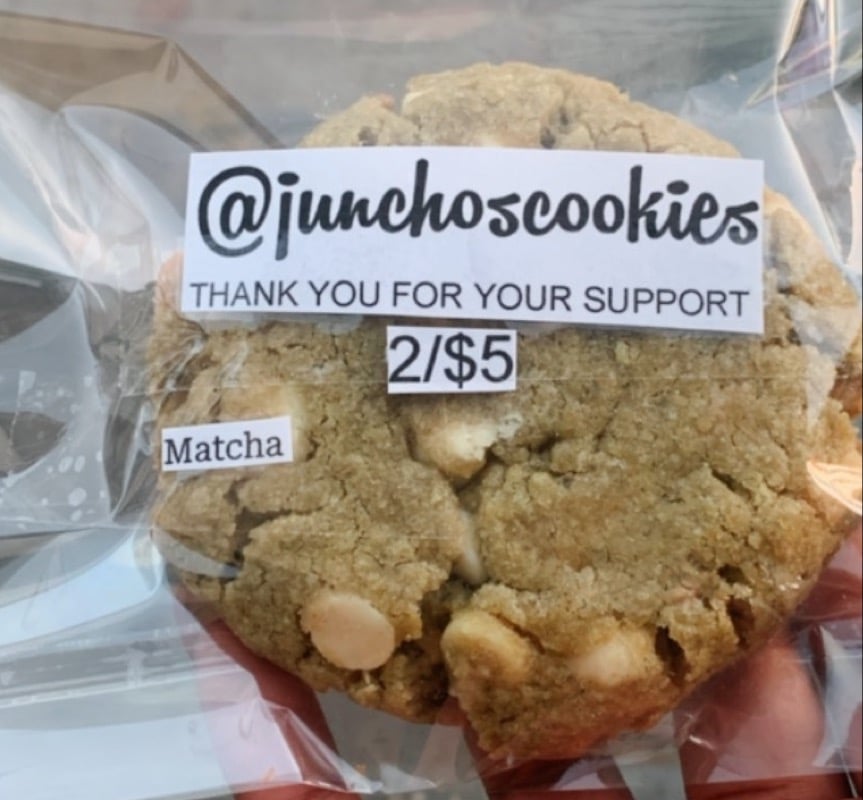 @junchoscookies
THANK YOU FOR YOUR SUPPORT
2/$5
Matcha